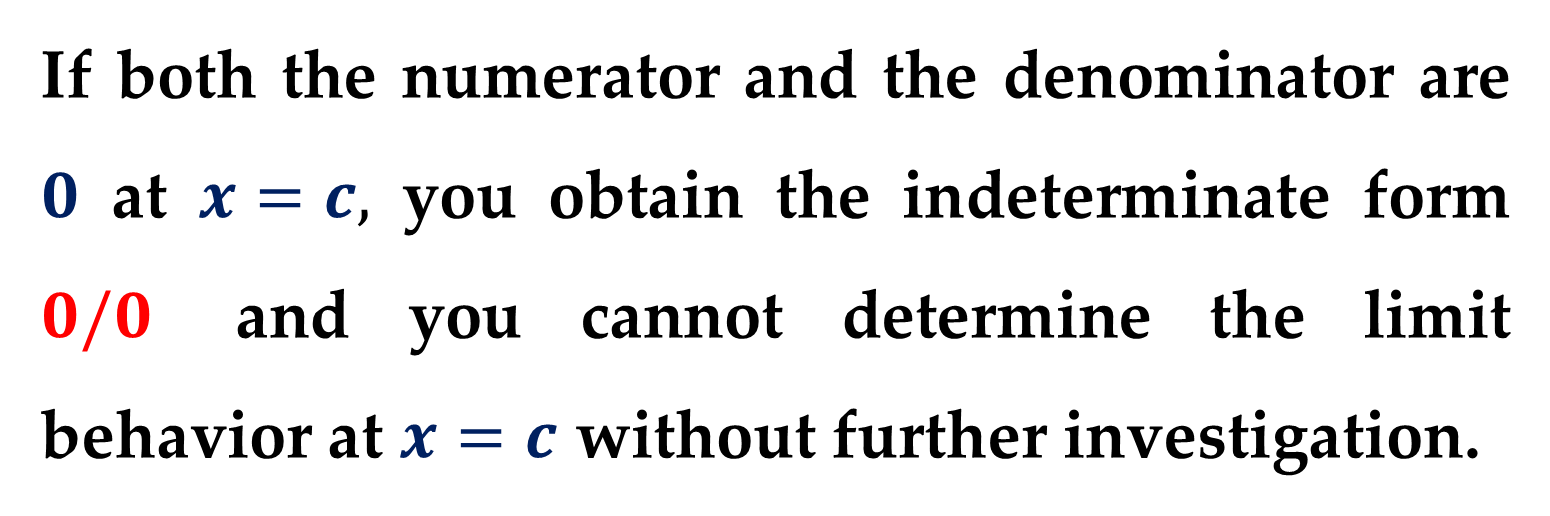 If both the numerator and the denominator are
0 at x = c, you obtain the indeterminate form
0/0 and you cannot determine the limit
behavior at x = c without further investigation.